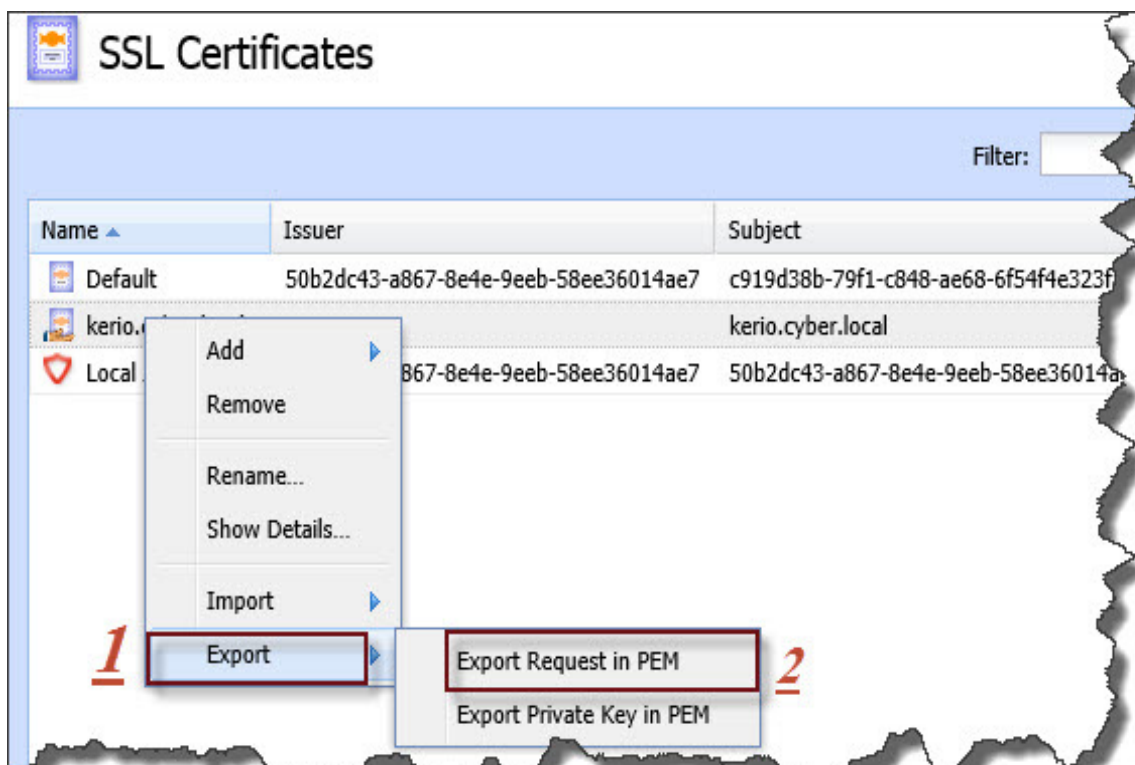 SSL Certificates
Filter:
Name Issuer Subject
Default 50b2dc43-a867-8e4e-9eeb-58ee36014ae7 c919d38b-79f1-c848-ae68-6f54f4e323f
kerio. kerio.cyber.local
Local 867-8e4e-9eeb-58ee36014ae7 50b2dc43-a867-8e4e-9eeb-58ee36014a
Add
Remove
Rename...
Show Details...
Import
1 Export
Export Request in PEM 2
Export Private Key in PEM